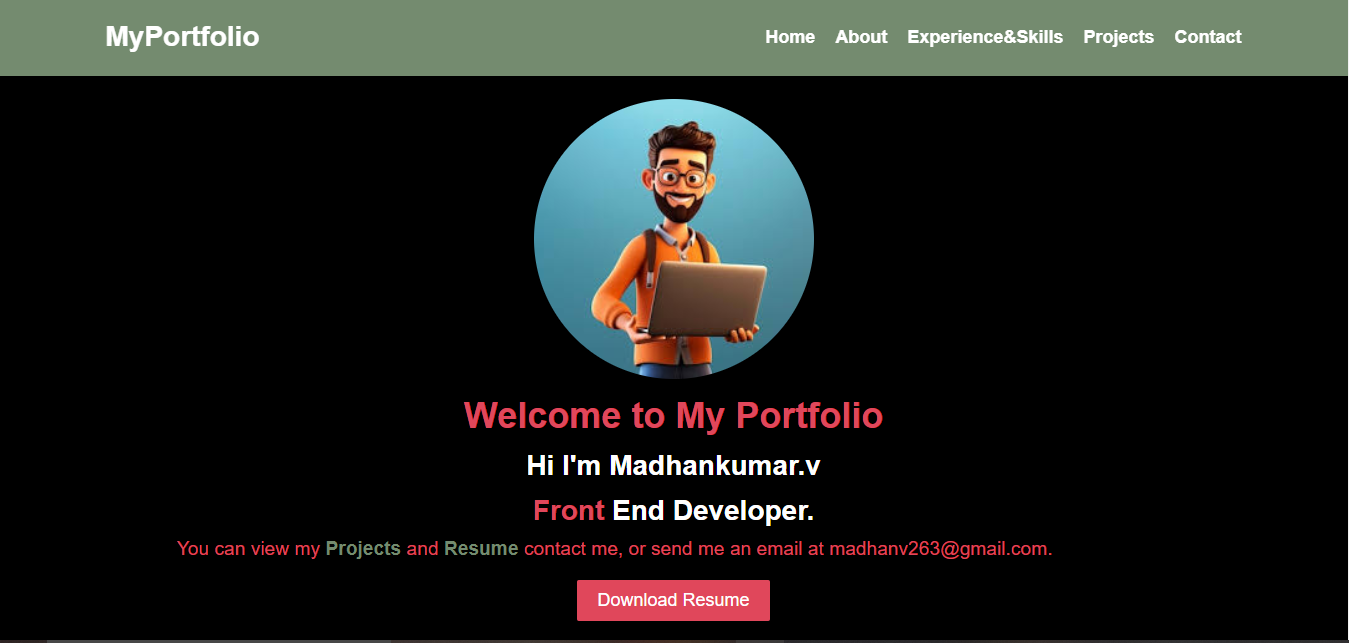 MyPortfolio
Home About Experience&Skills Projects Contact
Welcome to My Portfolio
Hi I'm Madhankumar.v
Front End Developer.
You can view my Projects and Resume contact me, or send me an email at madhanv263@gmail.com.
Download Resume